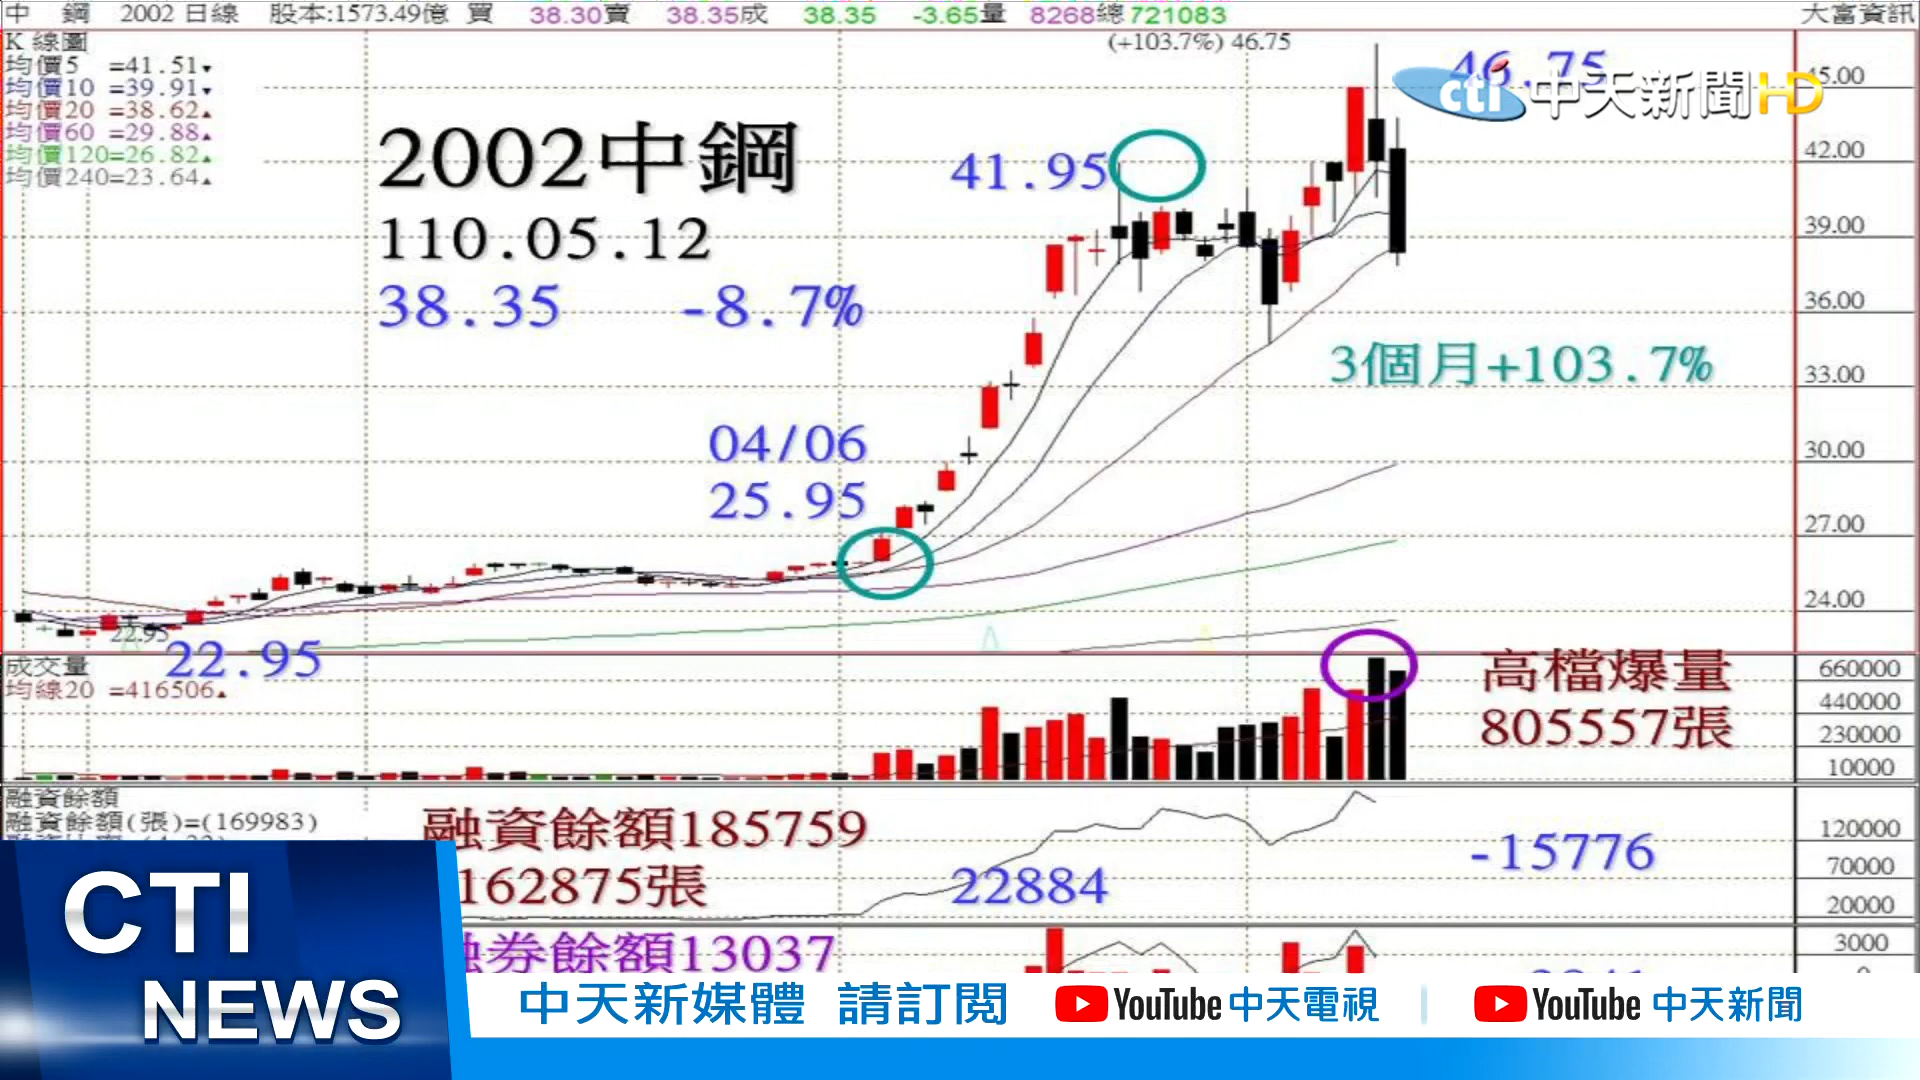 中 鋼 2002 日線 股本:1573.49億 買 38.30賣 38.35成 38.35 -3.65量 8268總721083 大富資訊
K 線圖
均價5 =41.51▼
均價10 =39.91▼
均價20 =38.62▲
均價60 =29.88▲
均價120=26.82▲
均價240=23.64▲
(+103.7%) 46.75
46.75
cti 中天新聞HD
2002中鋼
110.05.12
38.35 -8.7%
41.95
3個月+103.7%
04/06
25.95
22.95
22.95
45.00
42.00
39.00
36.00
33.00
30.00
27.00
24.00
成交量
均線20 =416506▲
高檔爆量
805557張
660000
440000
230000
10000
融資餘額
融資餘額(張)=(169983)
融資餘額185759
162875張
22884
-15776
120000
70000
20000
融券餘額13037
3000
0
CTI
NEWS
中天新媒體 請訂閱 YouTube 中天電視 | YouTube 中天新聞